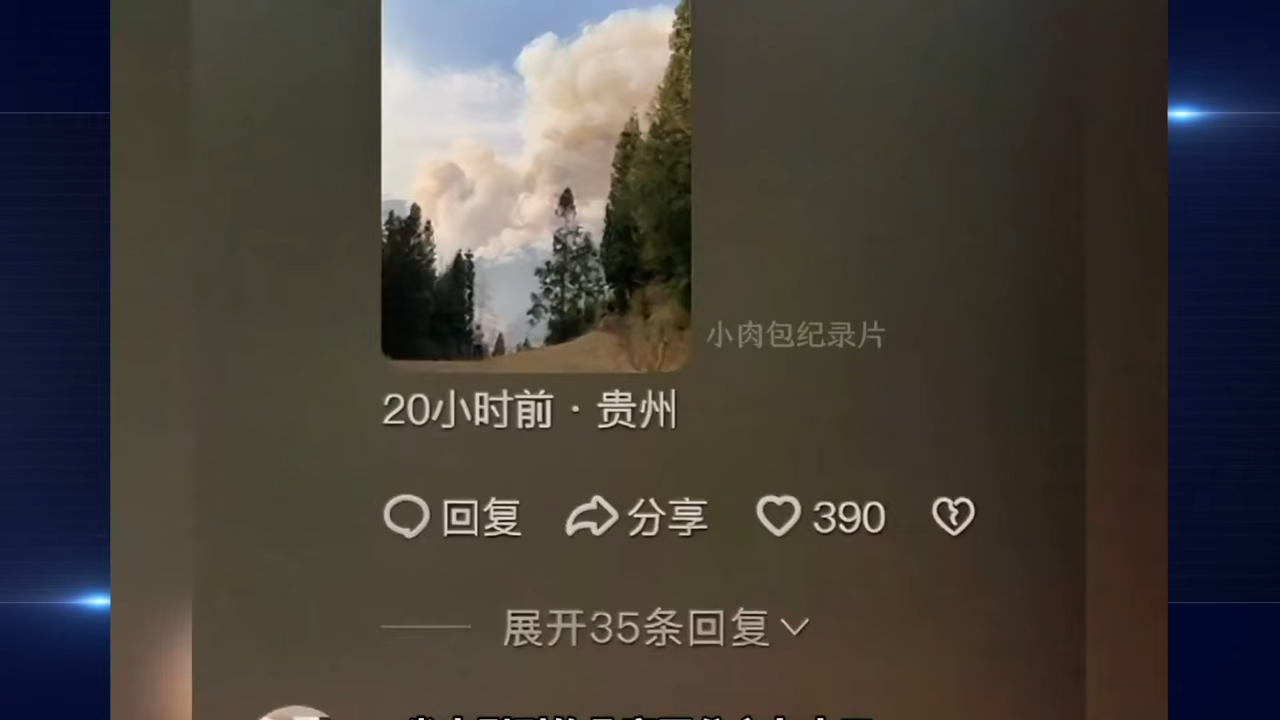 小肉包纪录片
20小时前 · 贵州
回复 分享 390
展开35条回复